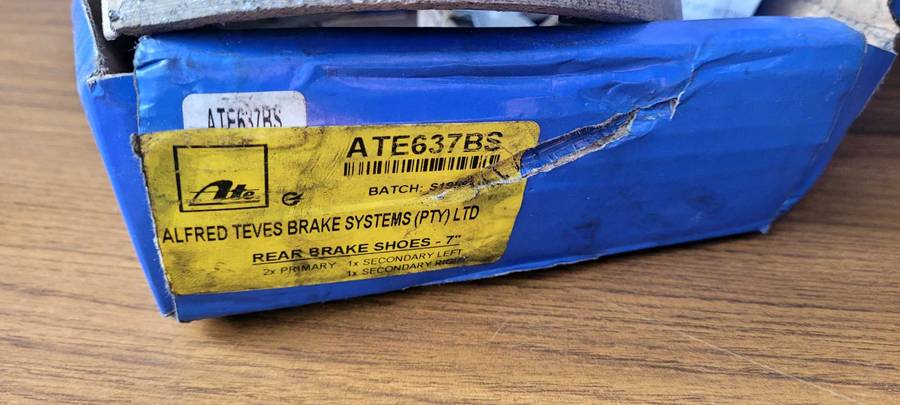 ATE637BS
ATE637BS
Ate
BATCH:
ALFRED TEVES BRAKE SYSTEMS (PTY) LTD
REAR BRAKE SHOES - 7"
2x PRIMARY 1x SECONDARY LEFT
1x SECONDARY RIGHT